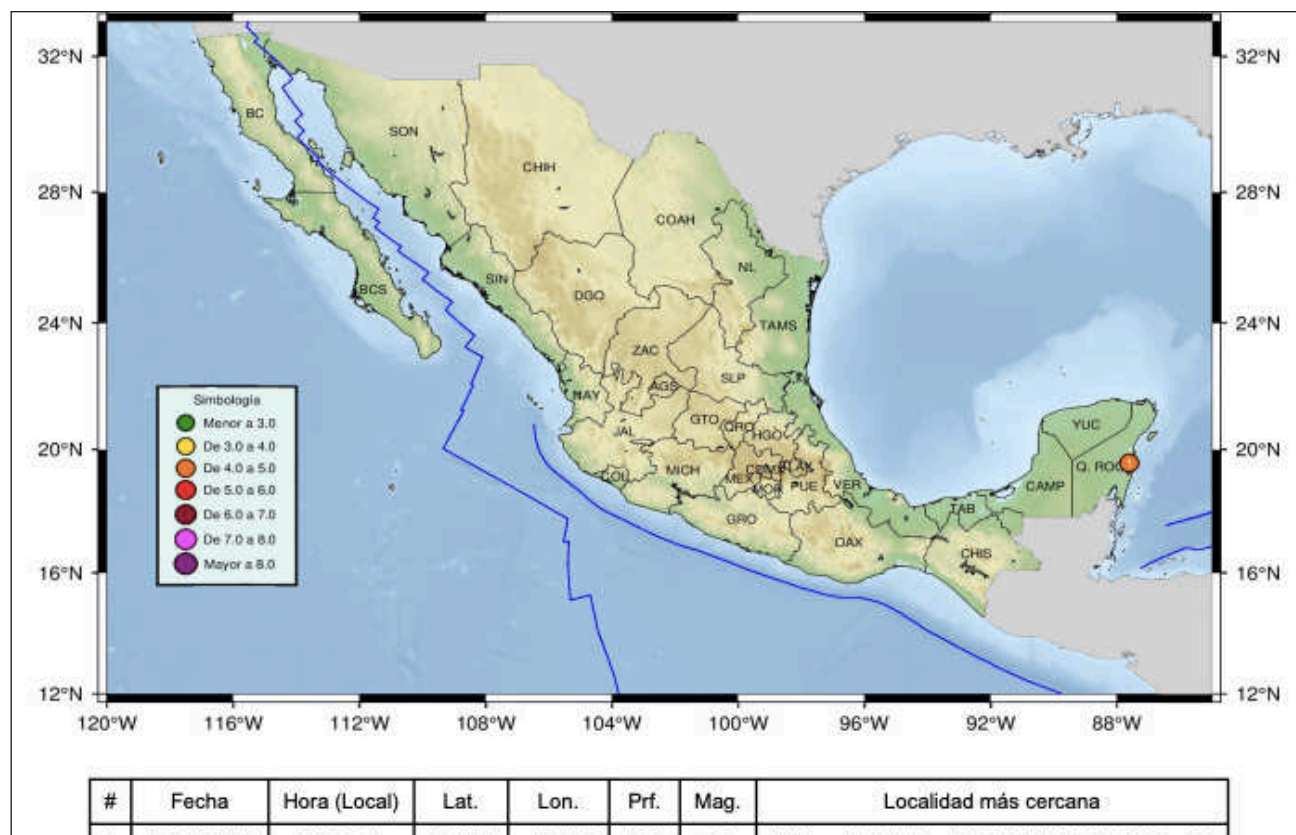 32°N
32°N
BC
SON
CHIH
28°N
28°N
COAH
NL
SIN
BCS
DGO
24°N
TAMS
24°N
ZAC
SLP
AGS
Simbología
NAY
Menor a 3.0
GTO
QRO
YUC
De 3.0 a 4.0
JAL
HGO
20°N
20°N
De 4.0 a 5.0
COL
MICH
MEX
TLAX
Q. ROO
1
De 5.0 a 6.0
MOR
PUE
VER
CAMP
De 6.0 a 7.0
GRO
TAB
De 7.0 a 8.0
OAX
CHIS
Mayor a 8.0
16°N
16°N
12°N
12°N
120°W 116°W 112°W 108°W 104°W 100°W 96°W 92°W 88°W
# Fecha Hora (Local) Lat. Lon. Prf. Mag. Localidad más cercana